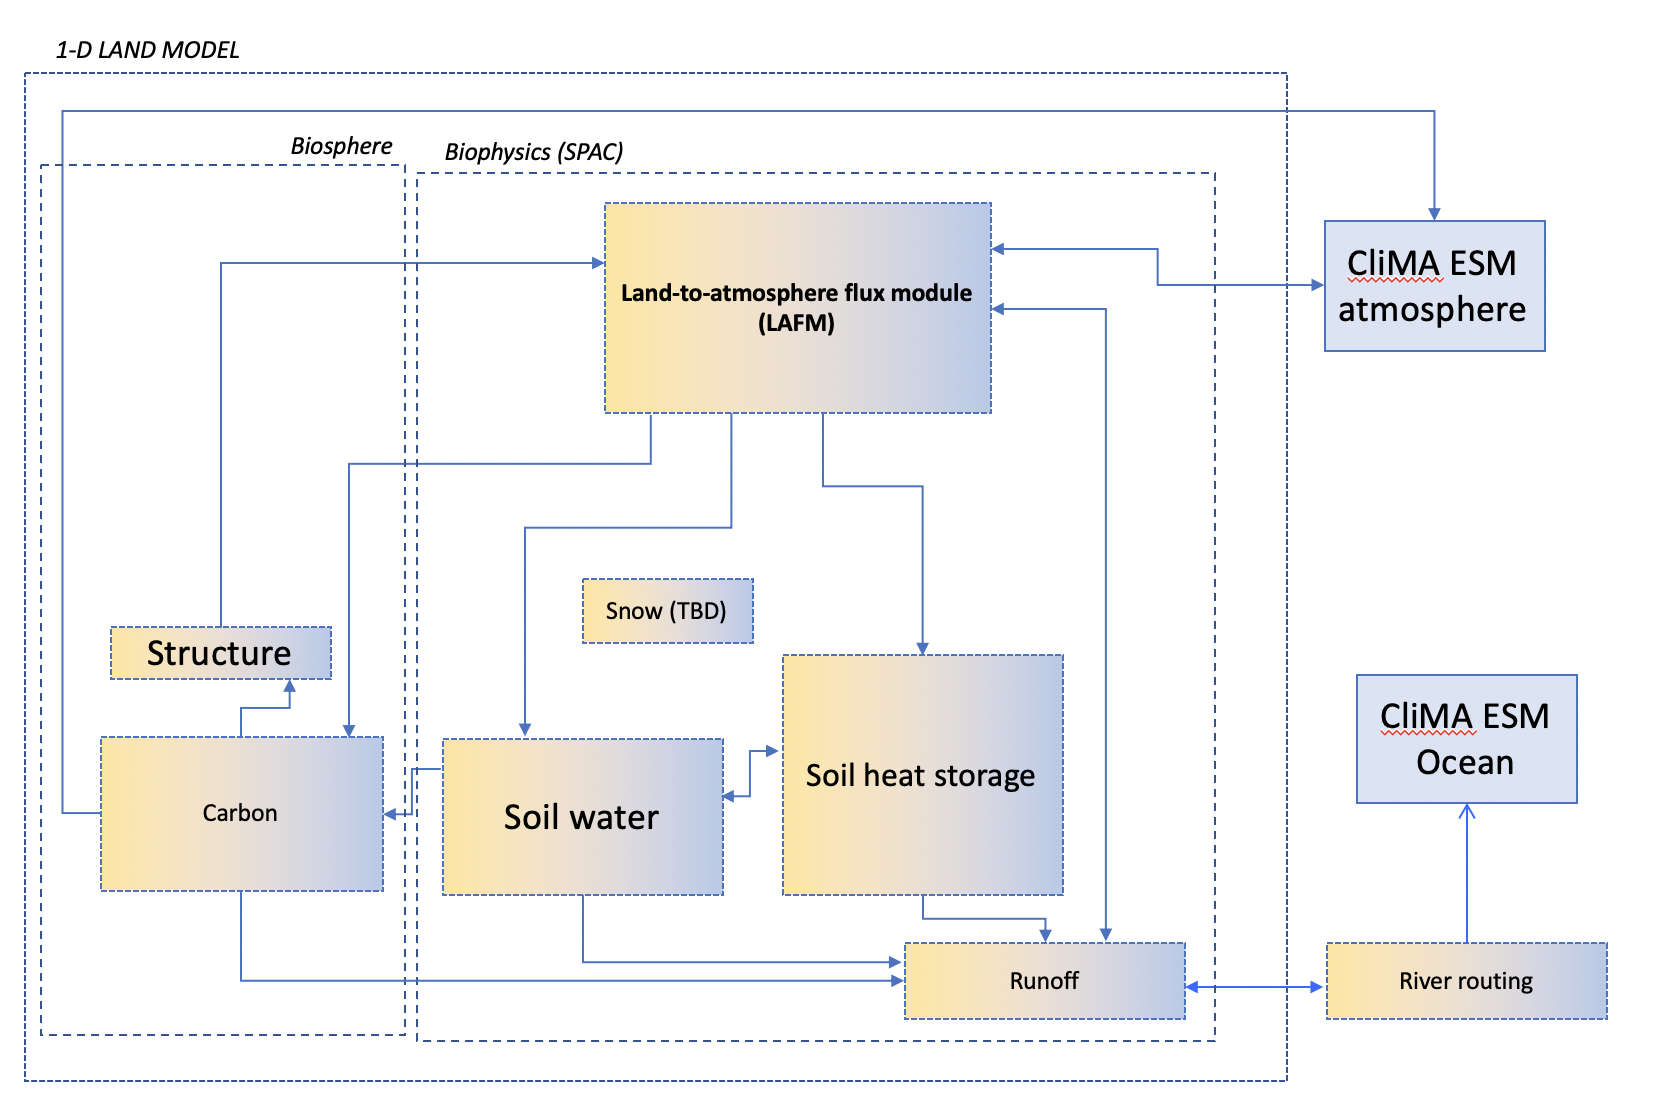 1-D LAND MODEL
Biosphere
Biophysics (SPAC)
Land-to-atmosphere flux module
(LAFM)
CliMA ESM
atmosphere
Snow (TBD)
Structure
Soil heat storage
CliMA ESM
Ocean
Carbon
Soil water
Runoff
River routing